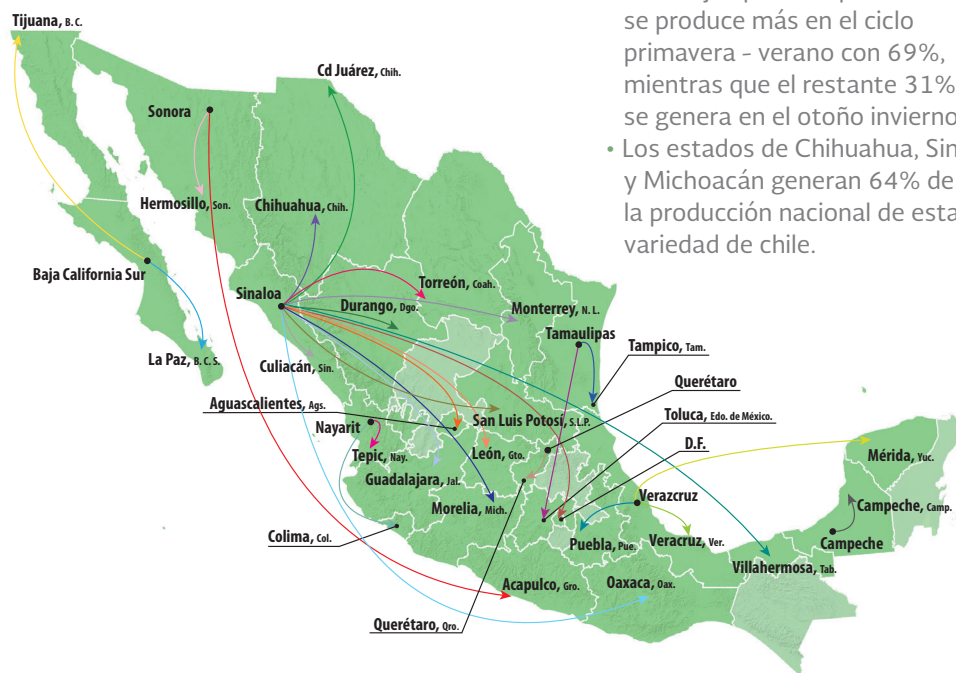 se produce más en el ciclo
primavera - verano con 69%,
mientras que el restante 31%
se genera en el otoño invierno
• Los estados de Chihuahua, Sin
y Michoacán generan 64% de
la producción nacional de esta
variedad de chile.
Tijuana, B. C.
Cd Juárez, Chih.
Sonora
Hermosillo, Son.
Chihuahua, Chih.
Baja California Sur
Sinaloa
Torreón, Coah.
Durango, Dgo.
Monterrey, N. L.
Tamaulipas
Tampico, Tam.
La Paz, B. C. S.
Culiacán, Sin.
Querétaro
Aguascalientes, Ags.
San Luis Potosí, S.L.P.
Toluca, Edo. de México.
Nayarit
D.F.
Tepic, Nay.
León, Gto.
Mérida, Yuc.
Guadalajara, Jal.
Verazcruz
Morelia, Mich.
Campeche, Camp.
Colima, Col.
Puebla, Pue.
Veracruz, Ver.
Campeche
Villahermosa, Tab.
Acapulco, Gro.
Oaxaca, Oax.
Querétaro, Qro.